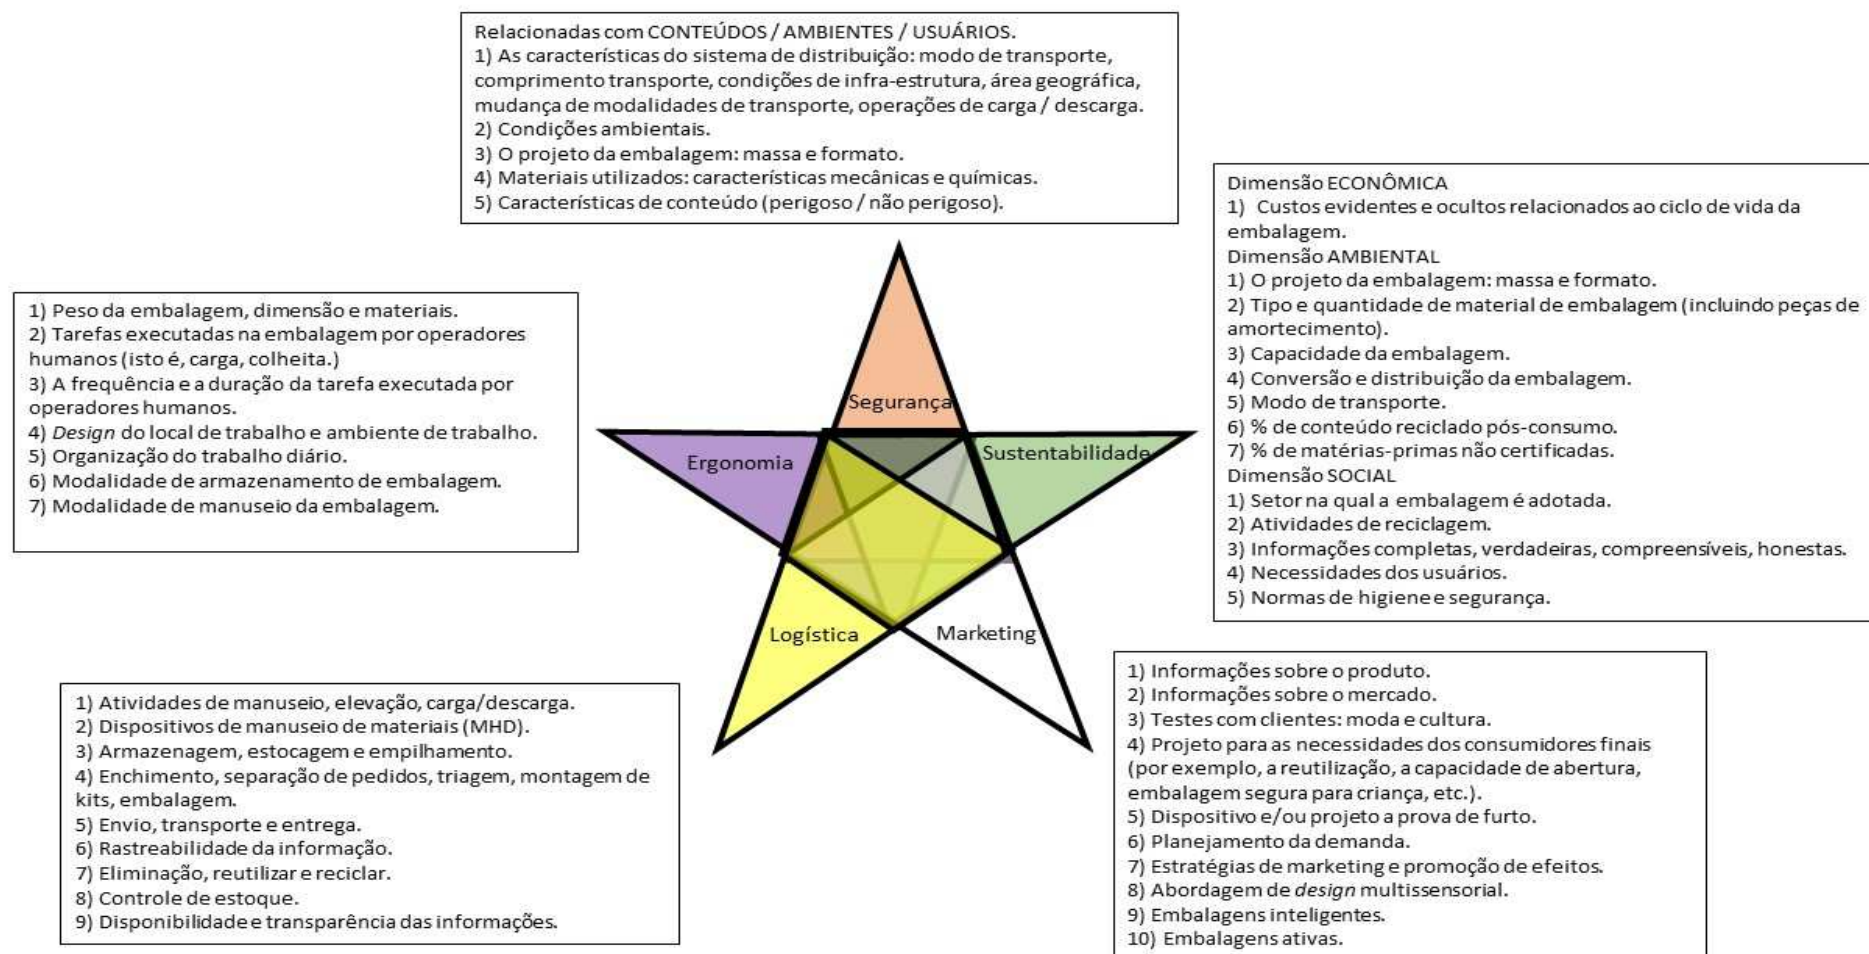 Relacionadas com CONTEÚDOS / AMBIENTES / USUÁRIOS.
1) As características do sistema de distribuição: modo de transporte,
comprimento transporte, condições de infra-estrutura, área geográfica,
mudança de modalidades de transporte, operações de carga / descarga.
2) Condições ambientais.
3) O projeto da embalagem: massa e formato.
4) Materiais utilizados: características mecânicas e químicas.
5) Características de conteúdo (perigoso / não perigoso).
Dimensão ECONÔMICA
1) Custos evidentes e ocultos relacionados ao ciclo de vida da
embalagem.
Dimensão AMBIENTAL
1) O projeto da embalagem: massa e formato.
2) Tipo e quantidade de material de embalagem (incluindo peças de
amortecimento).
3) Capacidade da embalagem.
4) Conversão e distribuição da embalagem.
5) Modo de transporte.
6) % de conteúdo reciclado pós-consumo.
7) % de matérias-primas não certificadas.
Dimensão SOCIAL
1) Setor na qual a embalagem é adotada.
2) Atividades de reciclagem.
3) Informações completas, verdadeiras, compreensíveis, honestas.
4) Necessidades dos usuários.
5) Normas de higiene e segurança.
1) Peso da embalagem, dimensão e materiais.
2) Tarefas executadas na embalagem por operadores
humanos (isto é, carga, colheita.)
3) A frequência e a duração da tarefa executada por
operadores humanos.
4) Design do local de trabalho e ambiente de trabalho.
5) Organização do trabalho diário.
6) Modalidade de armazenamento de embalagem.
7) Modalidade de manuseio da embalagem.
Segurança
Ergonomia
Sustentabilidade
Logística
Marketing
1) Atividades de manuseio, elevação, carga/descarga.
2) Dispositivos de manuseio de materiais (MHD).
3) Armazenagem, estocagem e empilhamento.
4) Enchimento, separação de pedidos, triagem, montagem de
kits, embalagem.
5) Envio, transporte e entrega.
6) Rastreabilidade da informação.
7) Eliminação, reutilizar e reciclar.
8) Controle de estoque.
9) Disponibilidade e transparência das informações.
1) Informações sobre o produto.
2) Informações sobre o mercado.
3) Testes com clientes: moda e cultura.
4) Projeto para as necessidades dos consumidores finais
(por exemplo, a reutilização, a capacidade de abertura,
embalagem segura para criança, etc.).
5) Dispositivo e/ou projeto a prova de furto.
6) Planejamento da demanda.
7) Estratégias de marketing e promoção de efeitos.
8) Abordagem de design multissensorial.
9) Embalagens inteligentes.
10) Embalagens ativas.